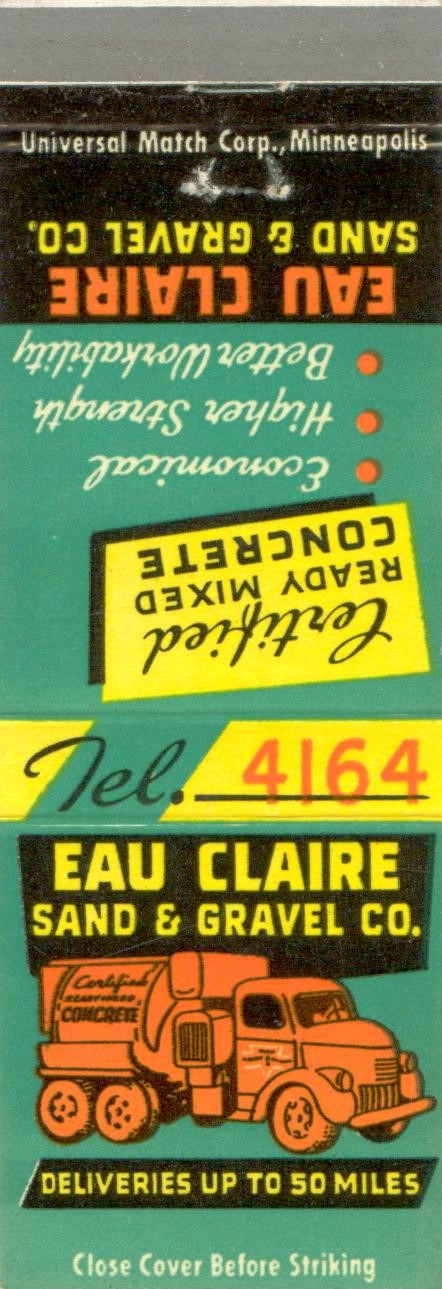 Universal Match Corp., Minneapolis
EAU CLAIRE
SAND & GRAVEL CO.
Better Workability
Higher Strength
Economical
Certified
READY MIXED
CONCRETE
Tel. 4164
EAU CLAIRE
SAND & GRAVEL CO.
Certified
READY MIXED
CONCRETE
DELIVERIES UP TO 50 MILES
Close Cover Before Striking